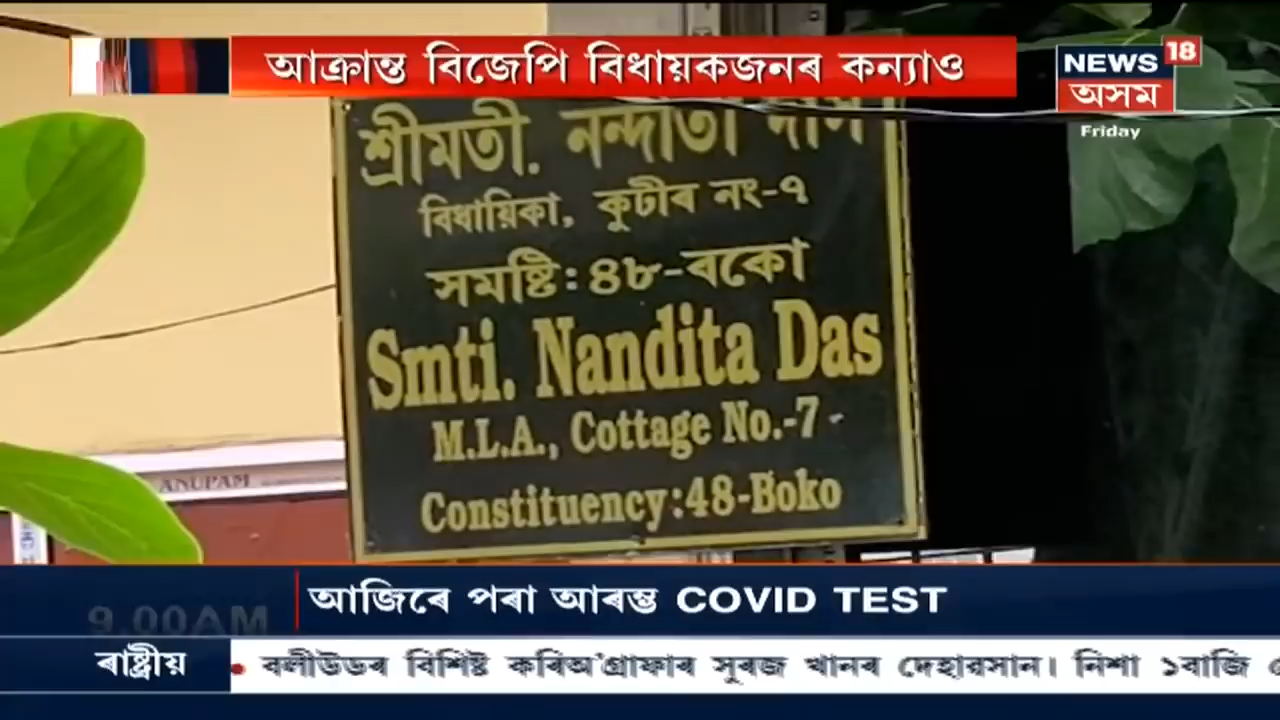 আক্ৰান্ত বিজেপি বিধায়কজনৰ কন্যাও
NEWS 18
অসম
Friday
শ্ৰীমতী. নন্দীতা দাস
বিধায়িকা, কুটীৰ নং-৭
সমষ্টি:৪৮-বকো
Smti. Nandita Das
M.L.A., Cottage No.-7
Constituency:48-Boko
ANUPAM
আজিৰে পৰা আৰম্ভ COVID TEST
9.00AM
ৰাষ্ট্ৰীয়
বলীউডৰ বিশিষ্ট কৰিঅ'গ্ৰাফাৰ সুৰজ খানৰ দেহাৱসান। নিশা ১বাজি